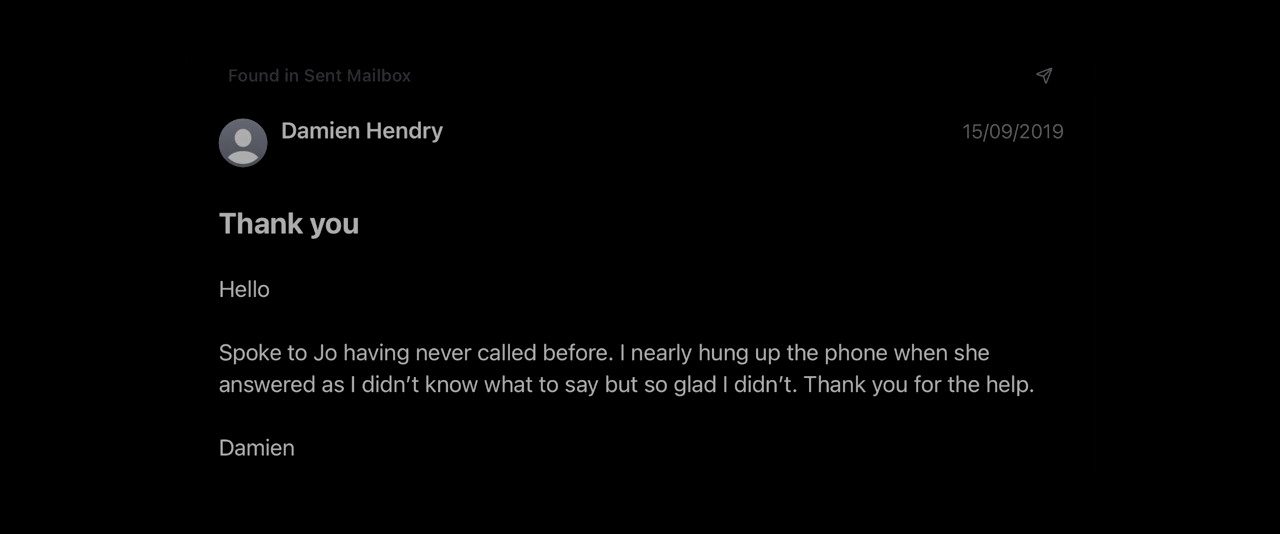 Found in Sent Mailbox
Damien Hendry
15/09/2019
Thank you
Hello
Spoke to Jo having never called before. I nearly hung up the phone when she
answered as I didn’t know what to say but so glad I didn’t. Thank you for the help.
Damien